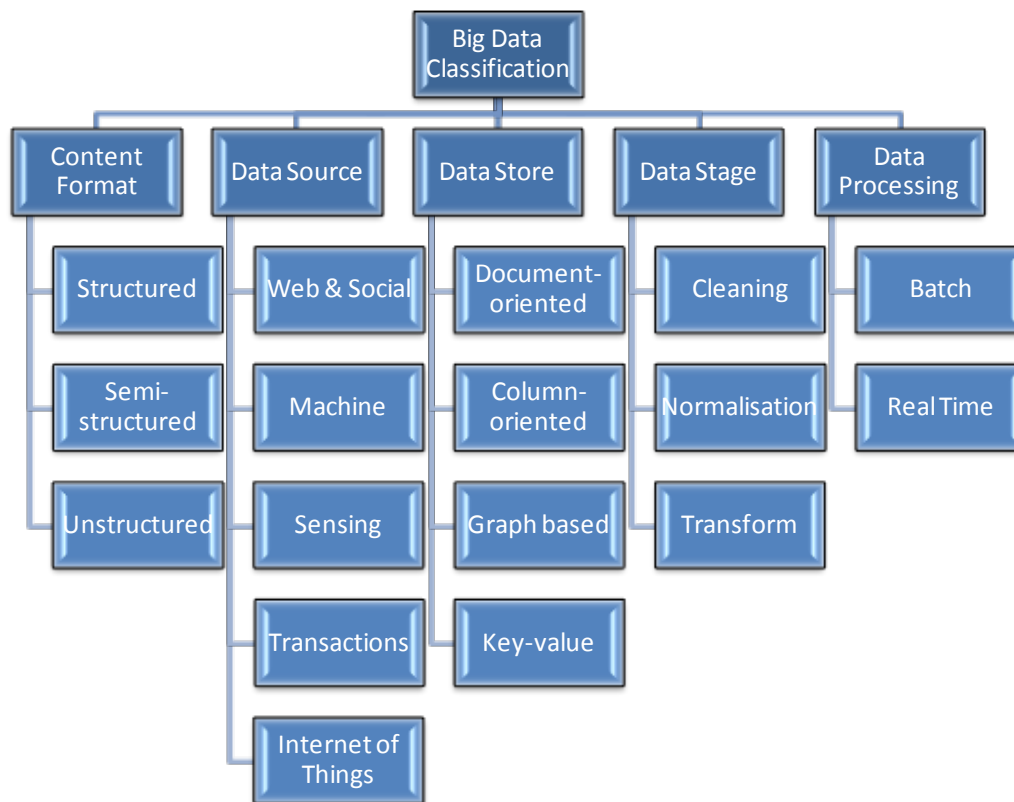 Big Data
Classification
Content
Format
Data Source
Data Store
Data Stage
Data
Processing
Structured
Web & Social
Document-
oriented
Cleaning
Batch
Semi-
structured
Machine
Column-
oriented
Normalisation
Real Time
Unstructured
Sensing
Graph based
Transform
Transactions
Key-value
Internet of
Things